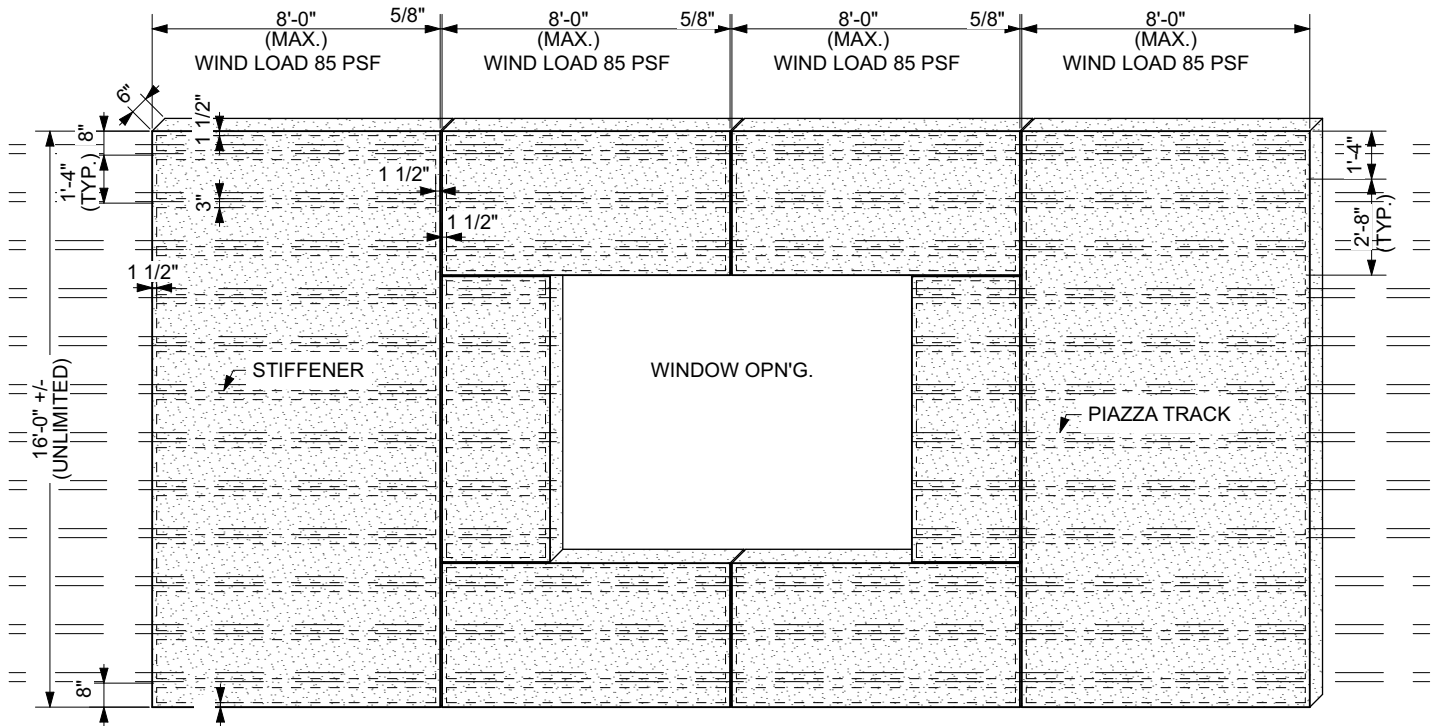 8'-0" 5/8" 8'-0" 5/8" 8'-0" 5/8" 8'-0"
(MAX.) (MAX.) (MAX.) (MAX.)
WIND LOAD 85 PSF WIND LOAD 85 PSF WIND LOAD 85 PSF WIND LOAD 85 PSF
6"
8"
1 1/2"
1'-4"
1'-4"
(TYP.)
1 1/2"
3"
2'-8"
(TYP.)
1 1/2"
1 1/2"
STIFFENER
WINDOW OPN'G.
16'-0" +/-
(UNLIMITED)
PIAZZA TRACK
8"